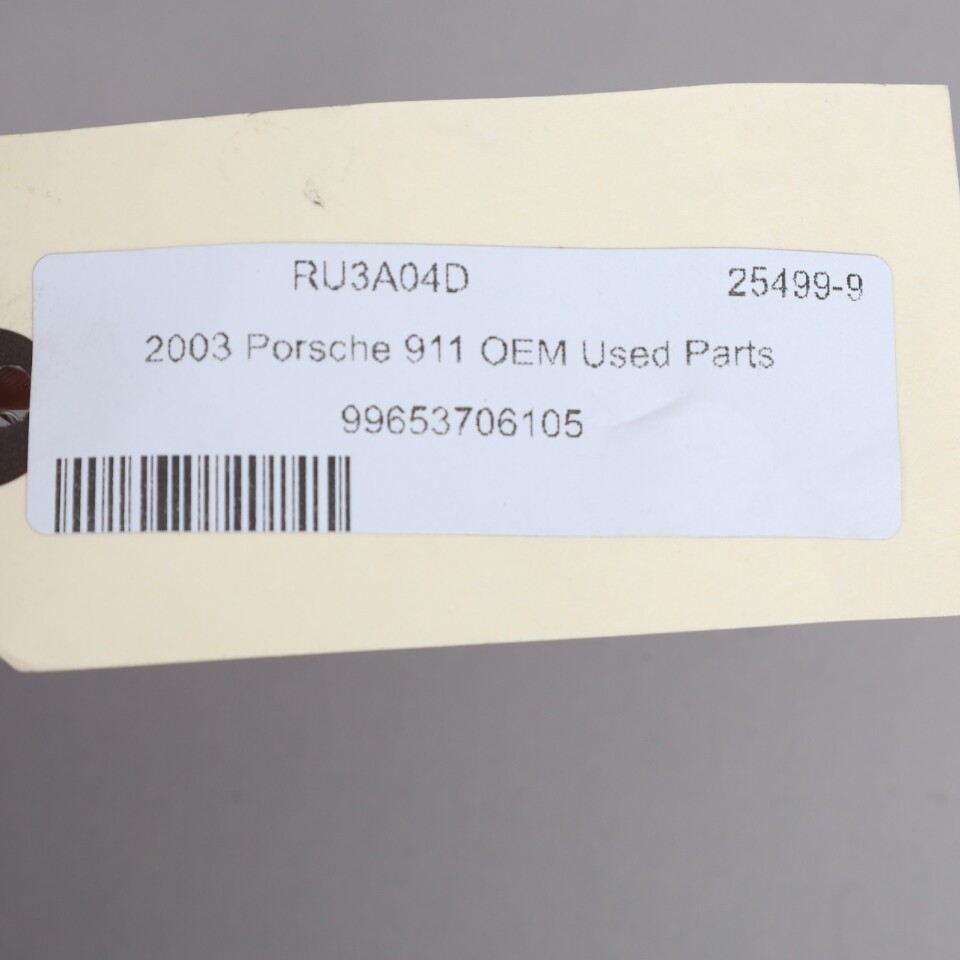 RU3A04D 25499-9
2003 Porsche 911 OEM Used Parts
99653706105